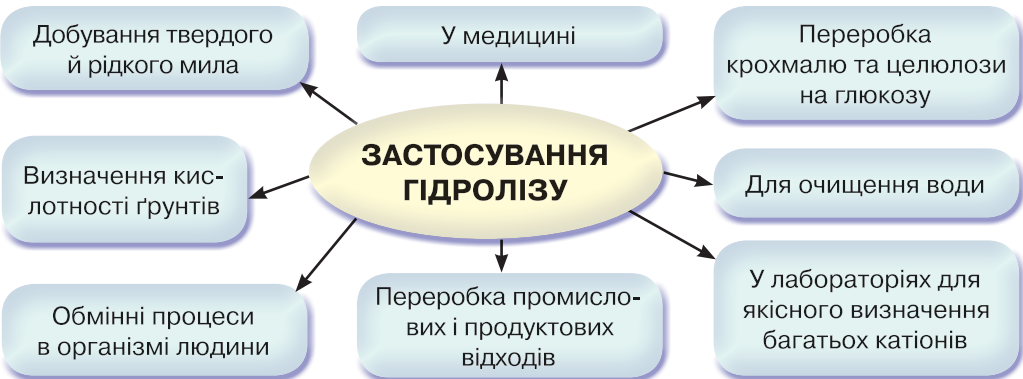 Добування твердого
й рідкого мила
У медицині
Переробка
крохмалю та целюлози
на глюкозу
ЗАСТОСУВАННЯ
ГІДРОЛІЗУ
Визначення кис-
лотності ґрунтів
Для очищення води
Обмінні процеси
в організмі людини
Переробка промисло-
вих і продуктових
відходів
У лабораторіях для
якісного визначення
багатьох катіонів